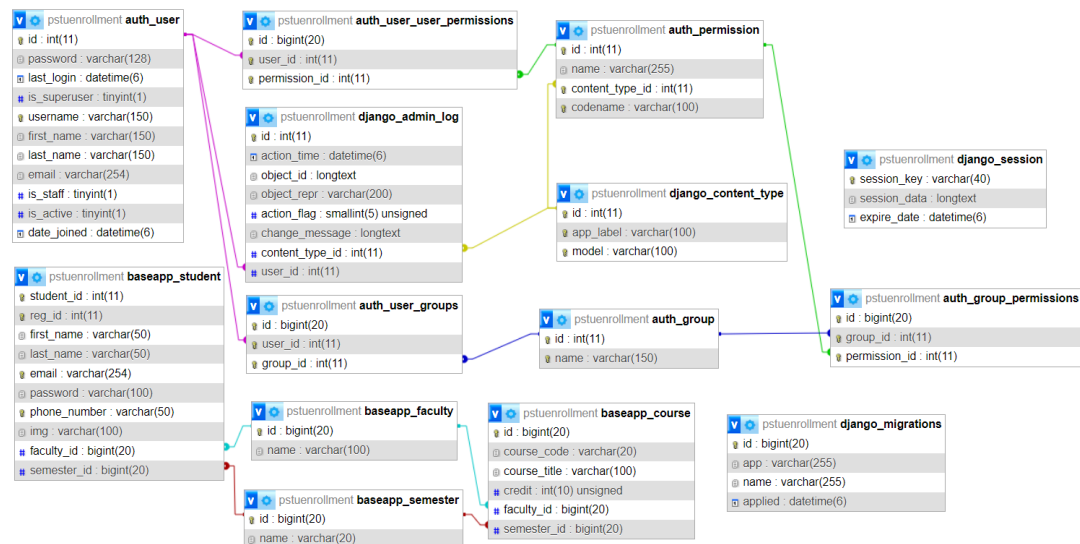 pstuenrollment auth_user
id : int(11)
password : varchar(128)
last_login : datetime(6)
is_superuser : tinyint(1)
username : varchar(150)
first_name : varchar(150)
last_name : varchar(150)
email : varchar(254)
is_staff : tinyint(1)
is_active : tinyint(1)
date_joined : datetime(6)
pstuenrollment auth_user_user_permissions
id : bigint(20)
user_id : int(11)
permission_id : int(11)
pstuenrollment auth_permission
id : int(11)
name : varchar(255)
content_type_id : int(11)
codename : varchar(100)
pstuenrollment django_admin_log
id : int(11)
action_time : datetime(6)
object_id : longtext
object_repr : varchar(200)
action_flag : smallint(5) unsigned
change_message : longtext
content_type_id : int(11)
user_id : int(11)
pstuenrollment django_session
session_key : varchar(40)
session_data : longtext
expire_date : datetime(6)
pstuenrollment django_content_type
id : int(11)
app_label : varchar(100)
model : varchar(100)
pstuenrollment baseapp_student
student_id : int(11)
reg_id : int(11)
first_name : varchar(50)
last_name : varchar(50)
email : varchar(254)
password : varchar(100)
phone_number : varchar(50)
img : varchar(100)
faculty_id : bigint(20)
semester_id : bigint(20)
pstuenrollment auth_user_groups
id : bigint(20)
user_id : int(11)
group_id : int(11)
pstuenrollment auth_group
id : int(11)
name : varchar(150)
pstuenrollment auth_group_permissions
id : bigint(20)
group_id : int(11)
permission_id : int(11)
pstuenrollment baseapp_faculty
id : bigint(20)
name : varchar(100)
pstuenrollment baseapp_course
id : bigint(20)
course_code : varchar(20)
course_title : varchar(100)
credit : int(10) unsigned
faculty_id : bigint(20)
semester_id : bigint(20)
pstuenrollment django_migrations
id : bigint(20)
app : varchar(255)
name : varchar(255)
applied : datetime(6)
pstuenrollment baseapp_semester
id : bigint(20)
name : varchar(20)